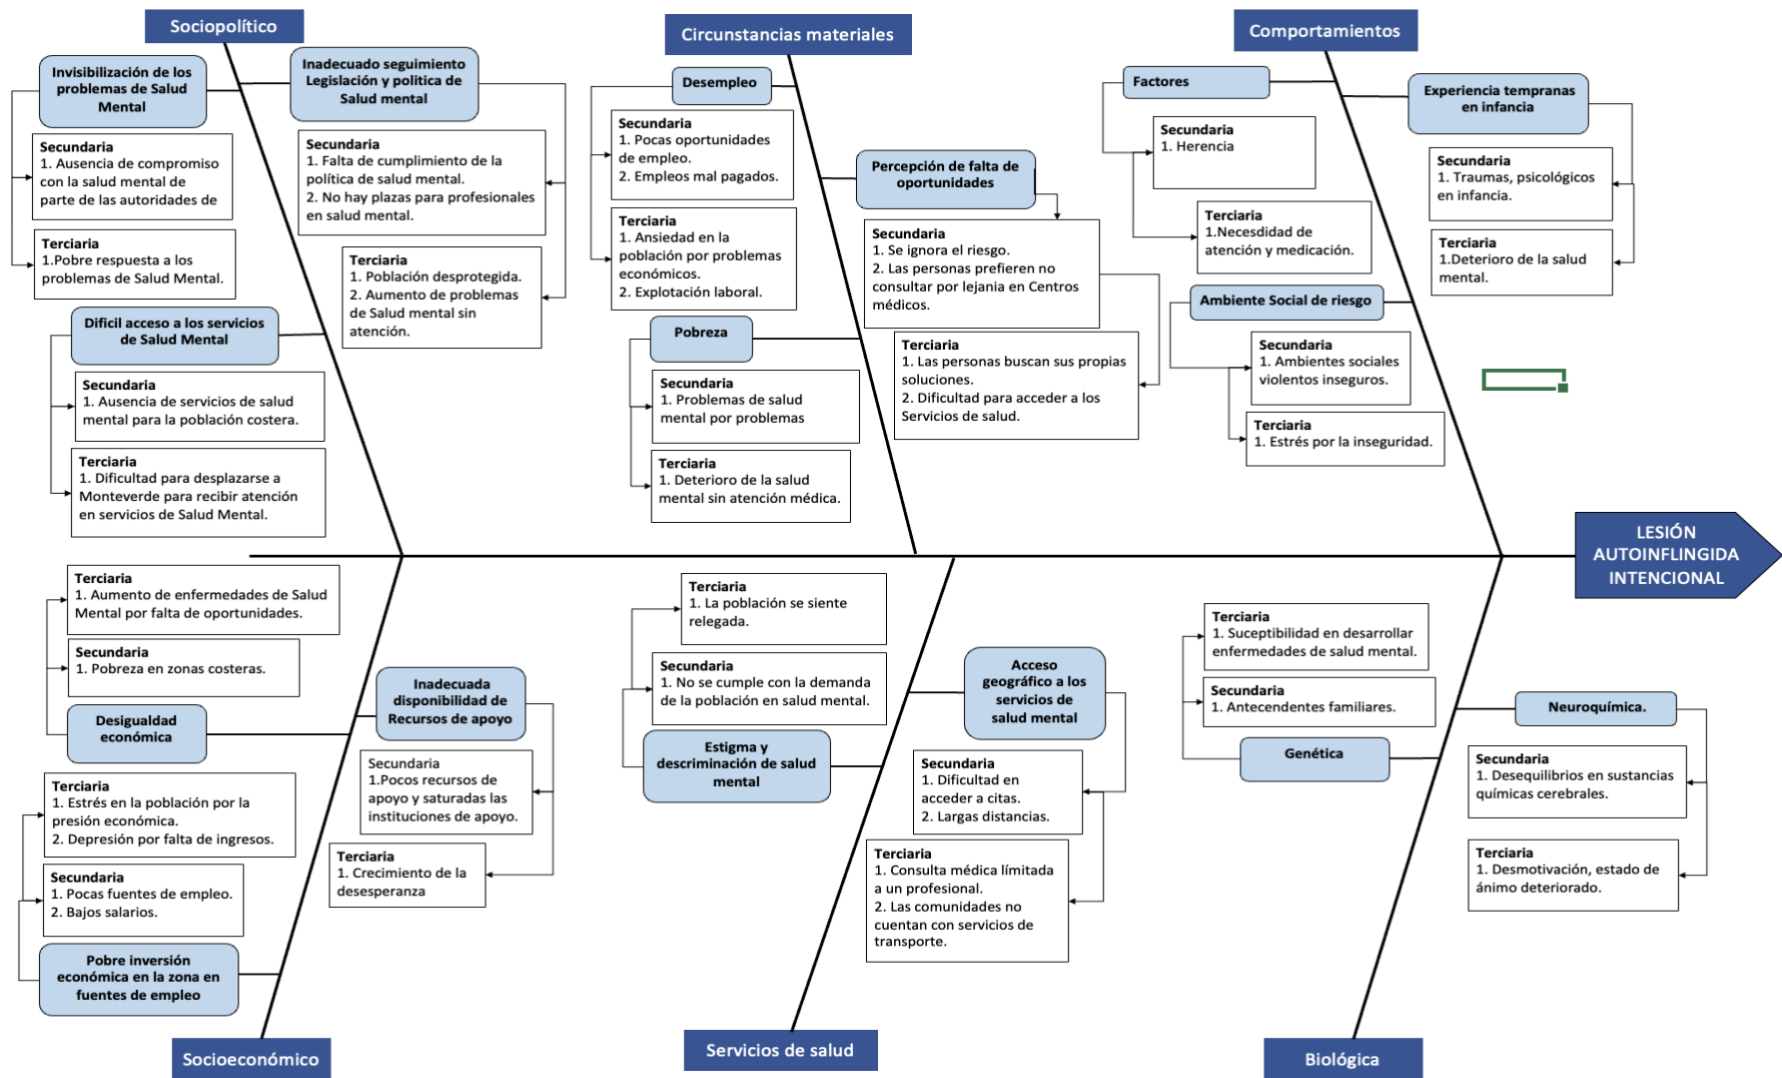 Sociopolítico
Invisibilización de los
problemas de Salud
Mental
Secundaria
1. Ausencia de compromiso
con la salud mental de
parte de las autoridades de
Terciaria
1.Pobre respuesta a los
problemas de Salud Mental.
Inadecuado seguimiento
Legislación y politica de
Salud mental
Secundaria
1. Falta de cumplimiento de la
política de salud mental.
2. No hay plazas para profesionales
en salud mental.
Terciaria
1. Población desprotegida.
2. Aumento de problemas
de Salud mental sin
atención.
Dificil acceso a los servicios
de Salud Mental
Secundaria
1. Ausencia de servicios de salud
mental para la población costera.
Terciaria
1. Dificultad para desplazarse a
Monteverde para recibir atención
en servicios de Salud Mental.
Circunstancias materiales
Desempleo
Secundaria
1. Pocas oportunidades
de empleo.
2. Empleos mal pagados.
Terciaria
1. Ansiedad en la
población por problemas
económicos.
2. Explotación laboral.
Percepción de falta de
oportunidades
Secundaria
1. Se ignora el riesgo.
2. Las personas prefieren no
consultar por lejania en Centros
médicos.
Terciaria
1. Las personas buscan sus propias
soluciones.
2. Dificultad para acceder a los
Servicios de salud.
Pobreza
Secundaria
1. Problemas de salud
mental por problemas
Terciaria
1. Deterioro de la salud
mental sin atención médica.
Comportamientos
Factores
Secundaria
1. Herencia
Terciaria
1.Necesdidad de
atención y medicación.
Experiencia tempranas
en infancia
Secundaria
1. Traumas, psicológicos
en infancia.
Terciaria
1.Deterioro de la salud
mental.
Ambiente Social de riesgo
Secundaria
1. Ambientes sociales
violentos inseguros.
Terciaria
1. Estrés por la inseguridad.
LESIÓN
AUTOINFLINGIDA
INTENCIONAL
Terciaria
1. Aumento de enfermedades de Salud
Mental por falta de oportunidades.
Secundaria
1. Pobreza en zonas costeras.
Desigualdad
económica
Inadecuada
disponibilidad de
Recursos de apoyo
Secundaria
1.Pocos recursos de
apoyo y saturadas las
instituciones de apoyo.
Terciaria
1. Crecimiento de la
desesperanza
Terciaria
1. Estrés en la población por la
presión económica.
2. Depresión por falta de ingresos.
Secundaria
1. Pocas fuentes de empleo.
2. Bajos salarios.
Pobre inversión
económica en la zona en
fuentes de empleo
Socioeconómico
Terciaria
1. La población se siente
relegada.
Secundaria
1. No se cumple con la demanda
de la población en salud mental.
Estigma y
descriminación de salud
mental
Acceso
geográfico a los
servicios de
salud mental
Secundaria
1. Dificultad en
acceder a citas.
2. Largas distancias.
Terciaria
1. Consulta médica límitada
a un profesional.
2. Las comunidades no
cuentan con servicios de
transporte.
Servicios de salud
Terciaria
1. Suceptibilidad en desarrollar
enfermedades de salud mental.
Secundaria
1. Antecendentes familiares.
Genética
Neuroquímica.
Secundaria
1. Desequilibrios en sustancias
químicas cerebrales.
Terciaria
1. Desmotivación, estado de
ánimo deteriorado.
Biológica